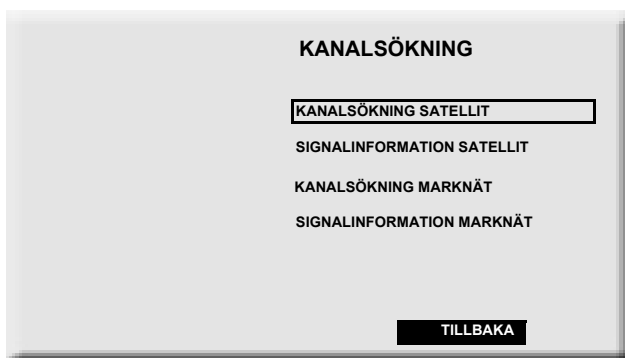 KANALSÖKNING
KANALSÖKNING SATELLIT
SIGNALINFORMATION SATELLIT
KANALSÖKNING MARKNÄT
SIGNALINFORMATION MARKNÄT
TILLBAKA